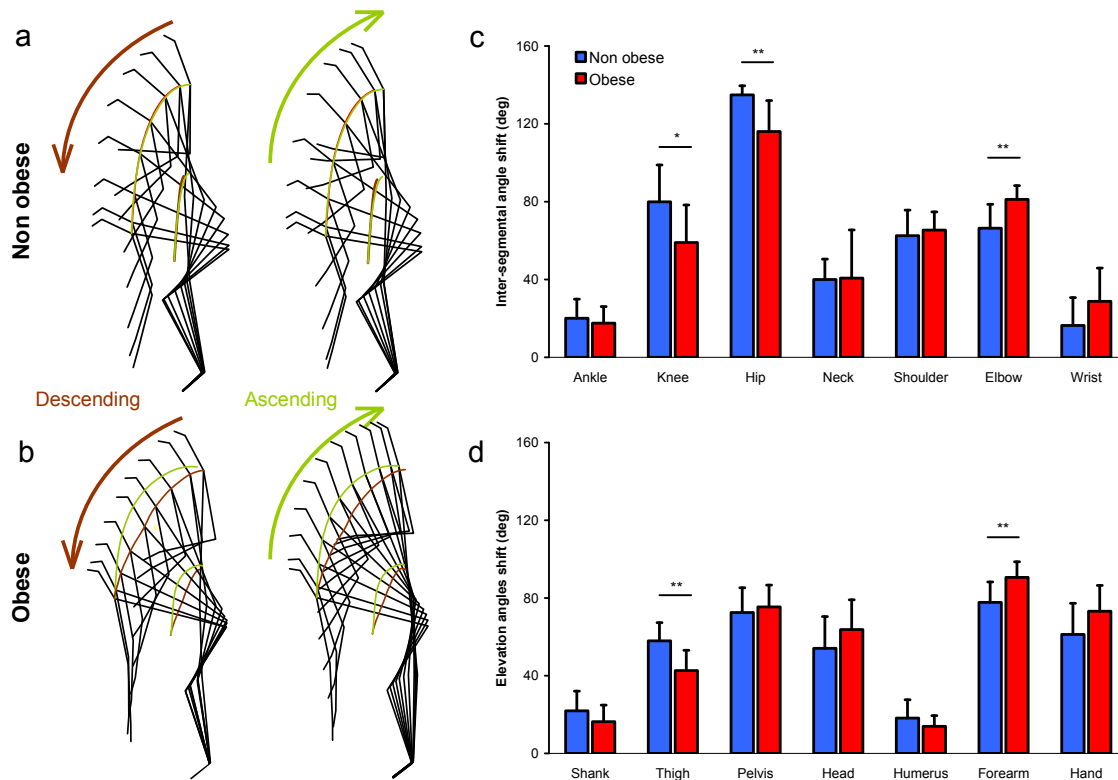 a
Non obese
Descending
Ascending
b
Obese
c
Inter-segmental angle shift (deg)
160
120
80
40
0
Non obese
Obese
*
**
**
Ankle Knee Hip Neck Shoulder Elbow Wrist
d
Elevation angles shift (deg)
160
120
80
40
0
**
**
Shank Thigh Pelvis Head Humerus Forearm Hand